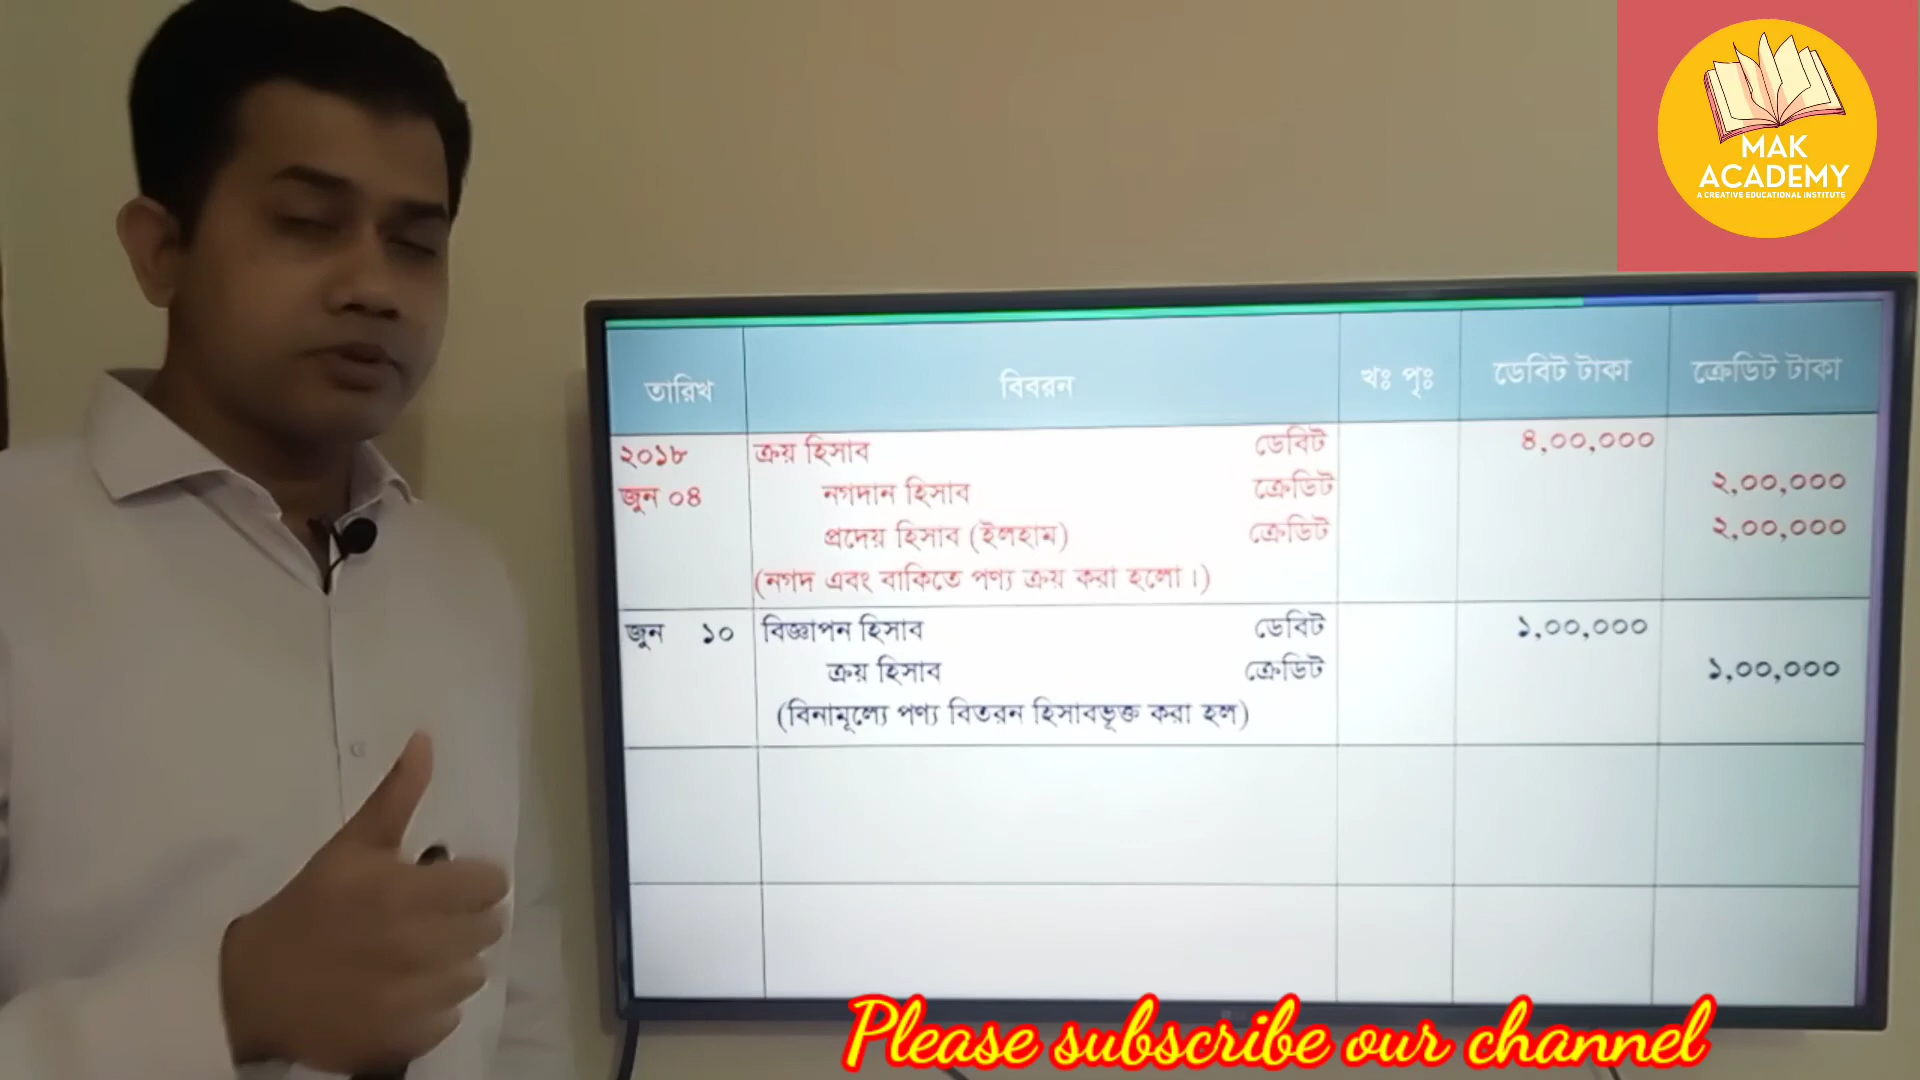 MAK
ACADEMY
A CREATIVE EDUCATIONAL INSTITUTE
তারিখ বিবরন খঃ পৃঃ ডেবিট টাকা ক্রেডিট টাকা
২০১৮ ক্রয় হিসাব ডেবিট ৪,০০,০০০
জুন ০৪ নগদান হিসাব ক্রেডিট ২,০০,০০০
প্রদেয় হিসাব (ইলহাম) ক্রেডিট ২,০০,০০০
(নগদ এবং বাকিতে পণ্য ক্রয় করা হলো।)
জুন ১০ বিজ্ঞাপন হিসাব ডেবিট ১,০০,০০০
ক্রয় হিসাব ক্রেডিট ১,০০,০০০
(বিনামূল্যে পণ্য বিতরন হিসাবভূক্ত করা হল)
Please subscribe our channel